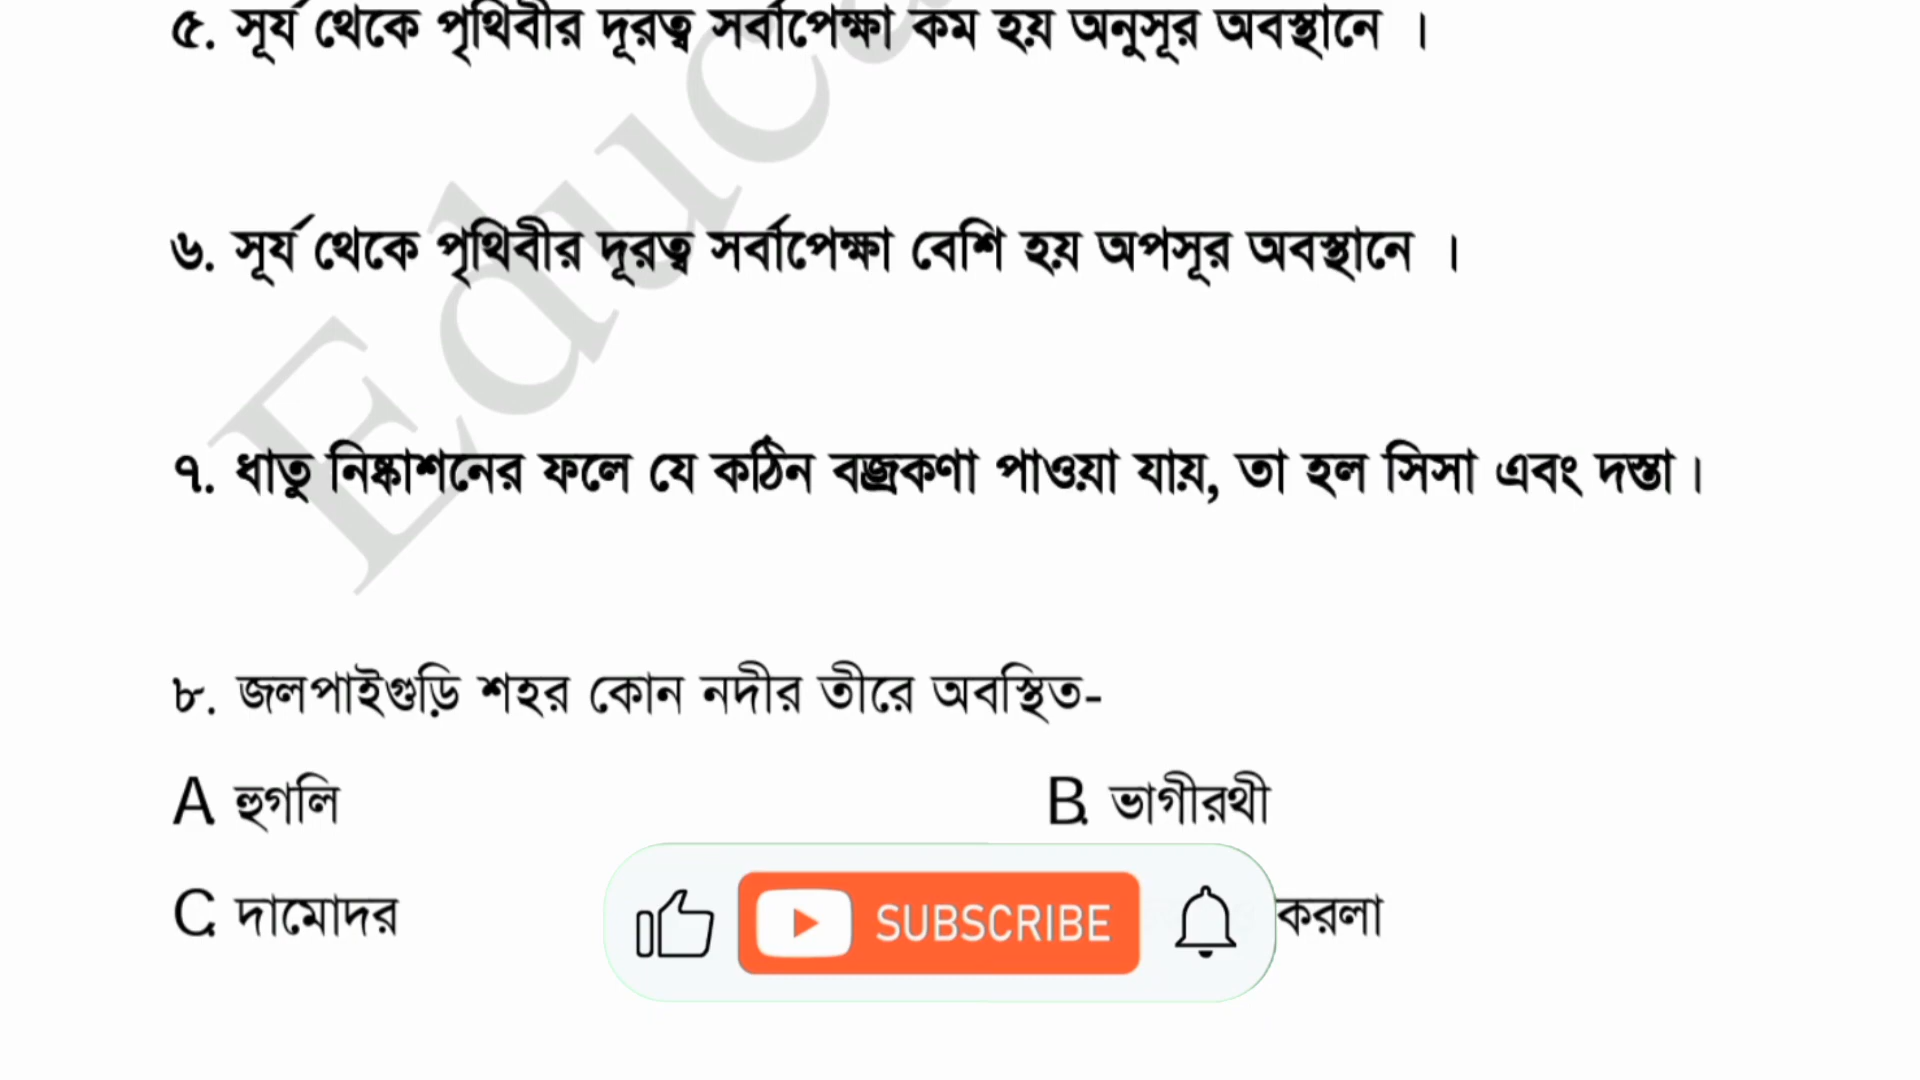 ৫. সূর্য থেকে পৃথিবীর দূরত্ব সর্বাপেক্ষা কম হয় অনুসূর অবস্থানে ।
৬. সূর্য থেকে পৃথিবীর দূরত্ব সর্বাপেক্ষা বেশি হয় অপসূর অবস্থানে ।
৭. ধাতু নিষ্কাশনের ফলে যে কঠিন বজ্রকণা পাওয়া যায়, তা হল সিসা এবং দস্তা।
৮. জলপাইগুড়ি শহর কোন নদীর তীরে অবস্থিত-
A. হুগলি B. ভাগীরথী
C. দামোদর করলা
SUBSCRIBE